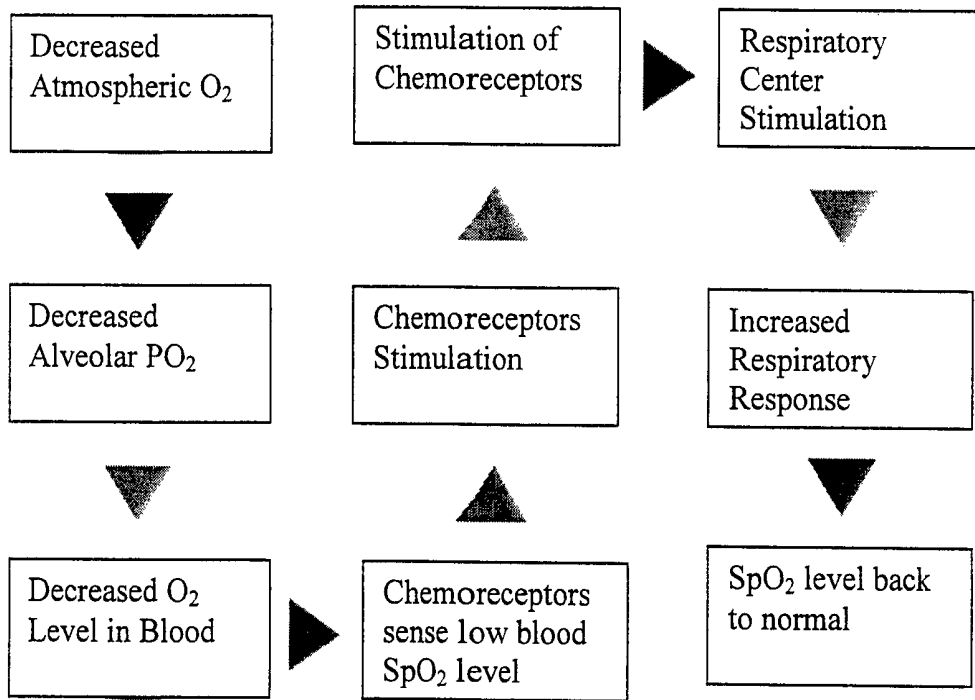 Decreased
Atmospheric O₂
Decreased
Alveolar PO₂
Decreased O₂
Level in Blood
Chemoreceptors
sense low blood
SpO₂ level
Chemoreceptors
Stimulation
Stimulation of
Chemoreceptors
Respiratory
Center
Stimulation
Increased
Respiratory
Response
SpO₂ level back
to normal